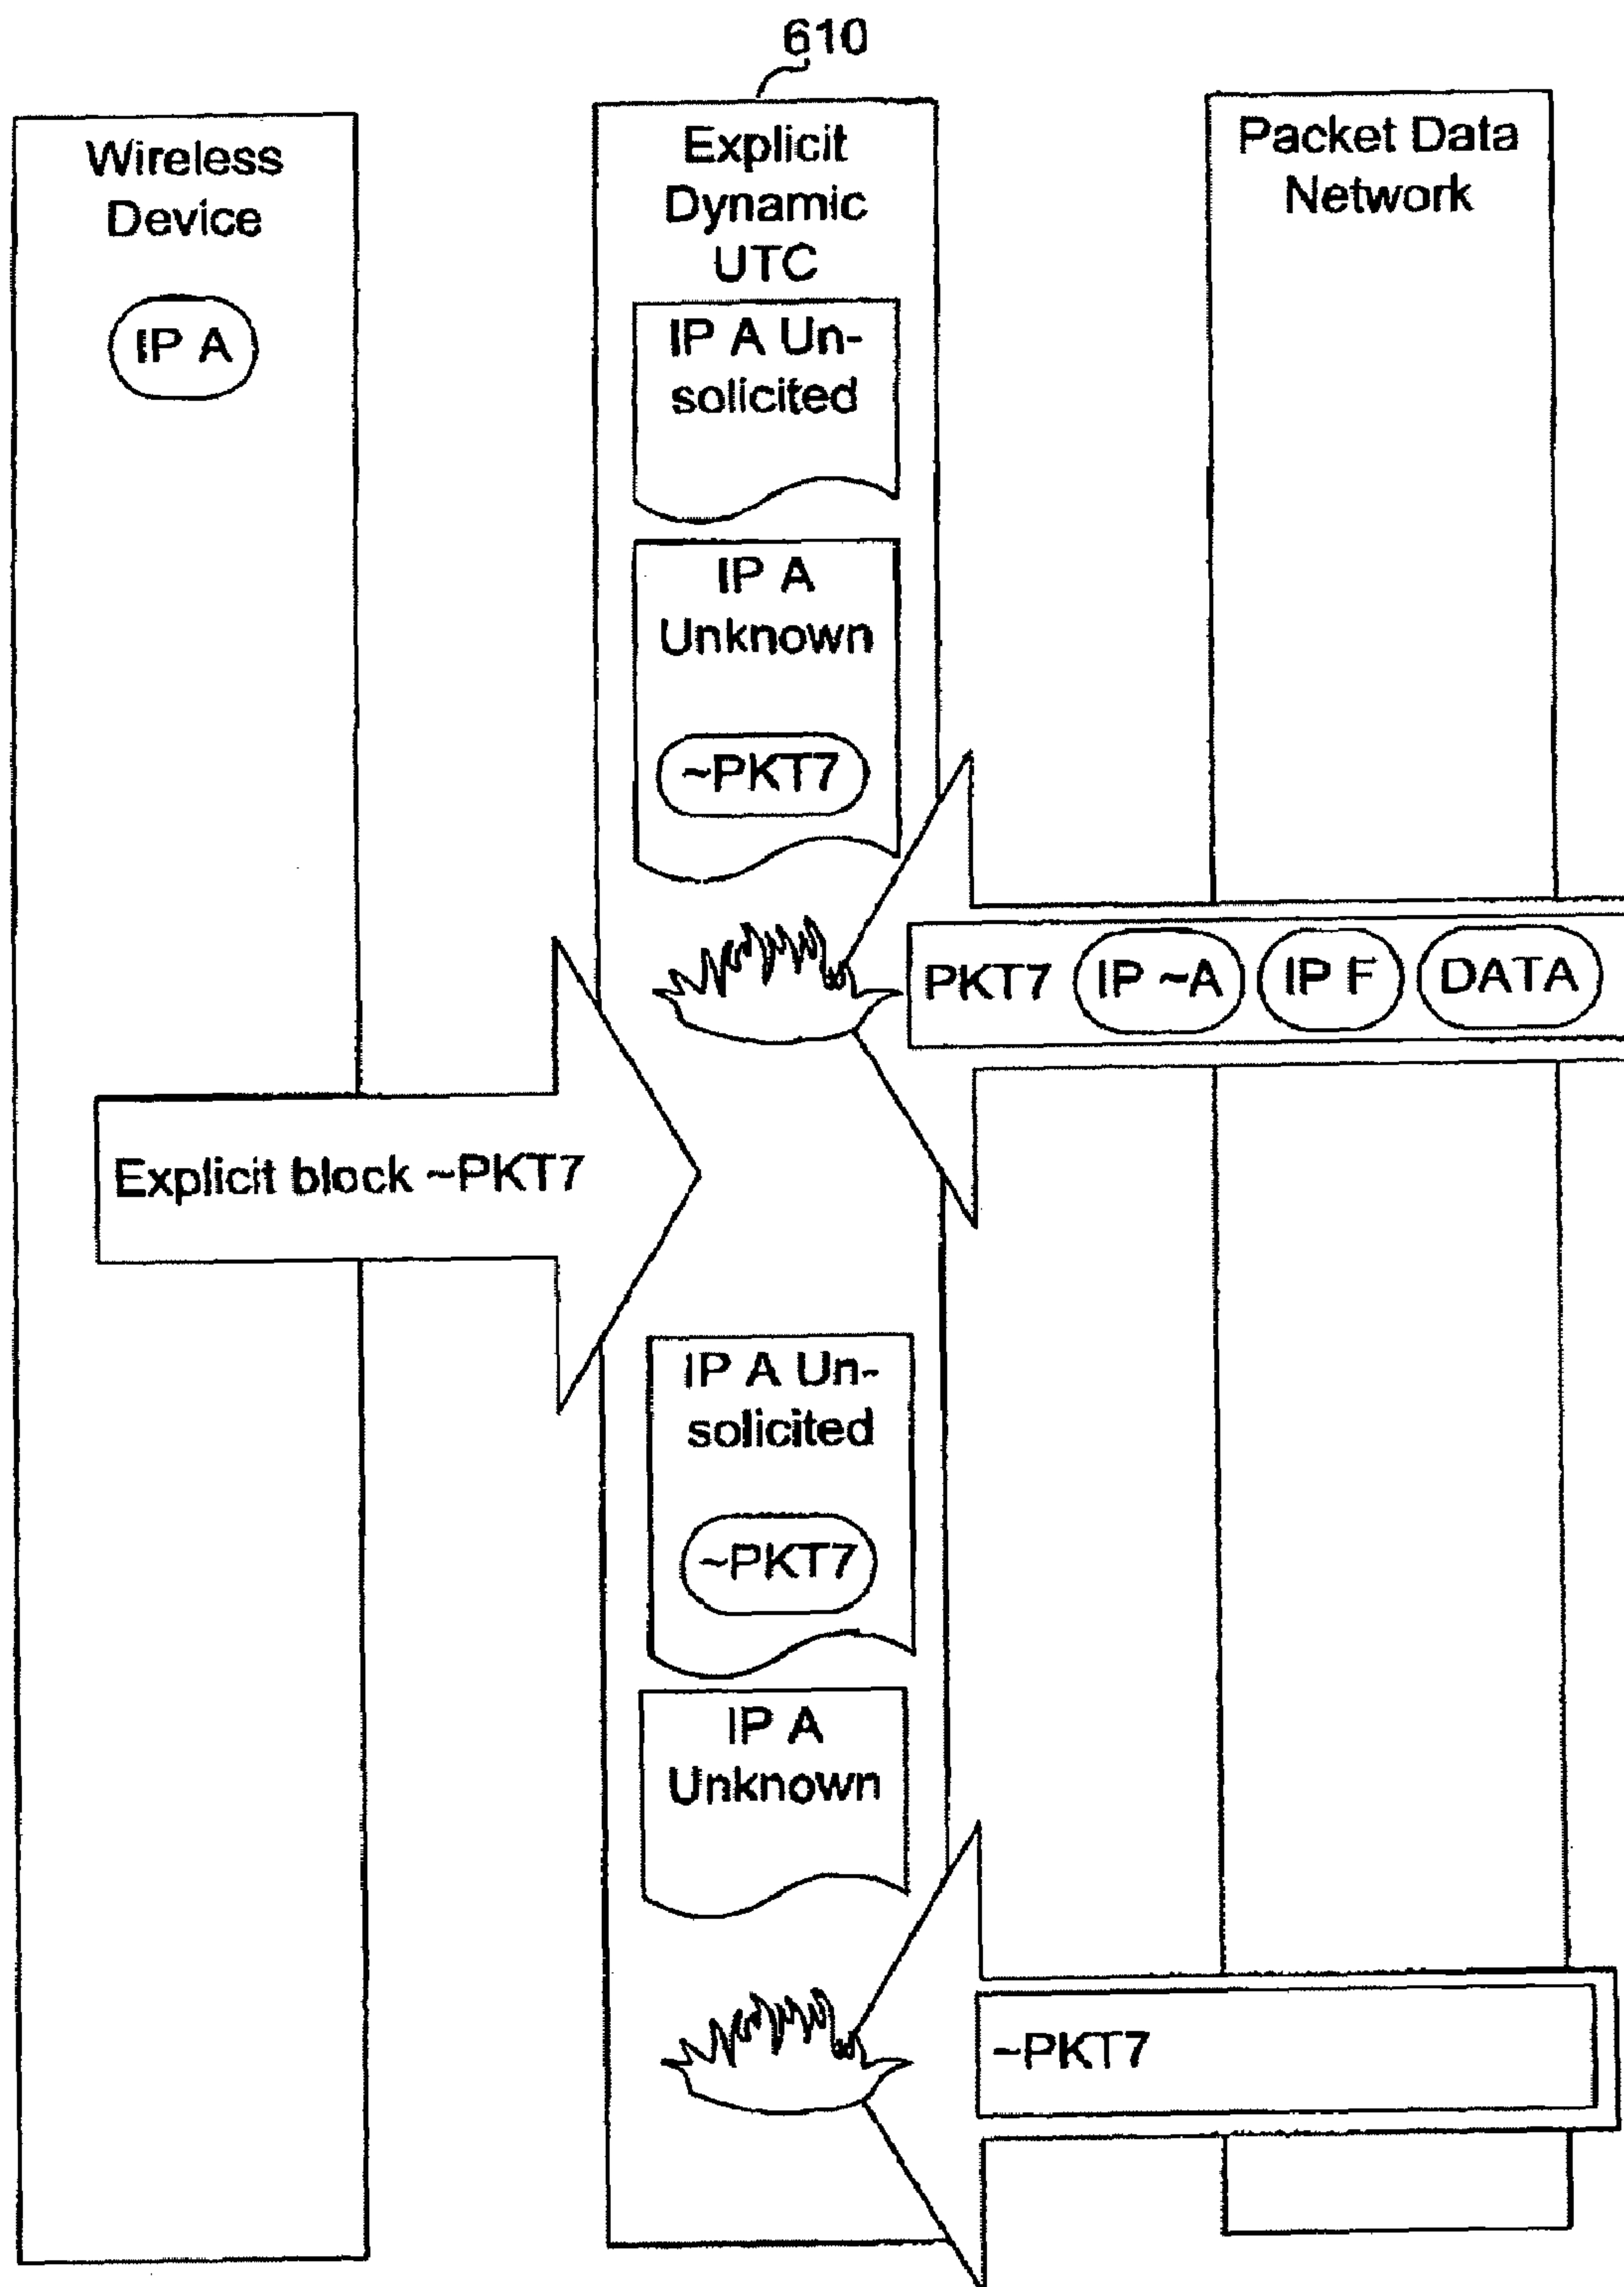 610
Wireless
Device
IP A
Explicit
Dynamic
UTC
IP A Un-
solicited
IP A
Unknown
~PKT7
Packet Data
Network
PKT7 IP ~A IP F DATA
Explicit block ~PKT7
IP A Un-
solicited
~PKT7
IP A
Unknown
~PKT7